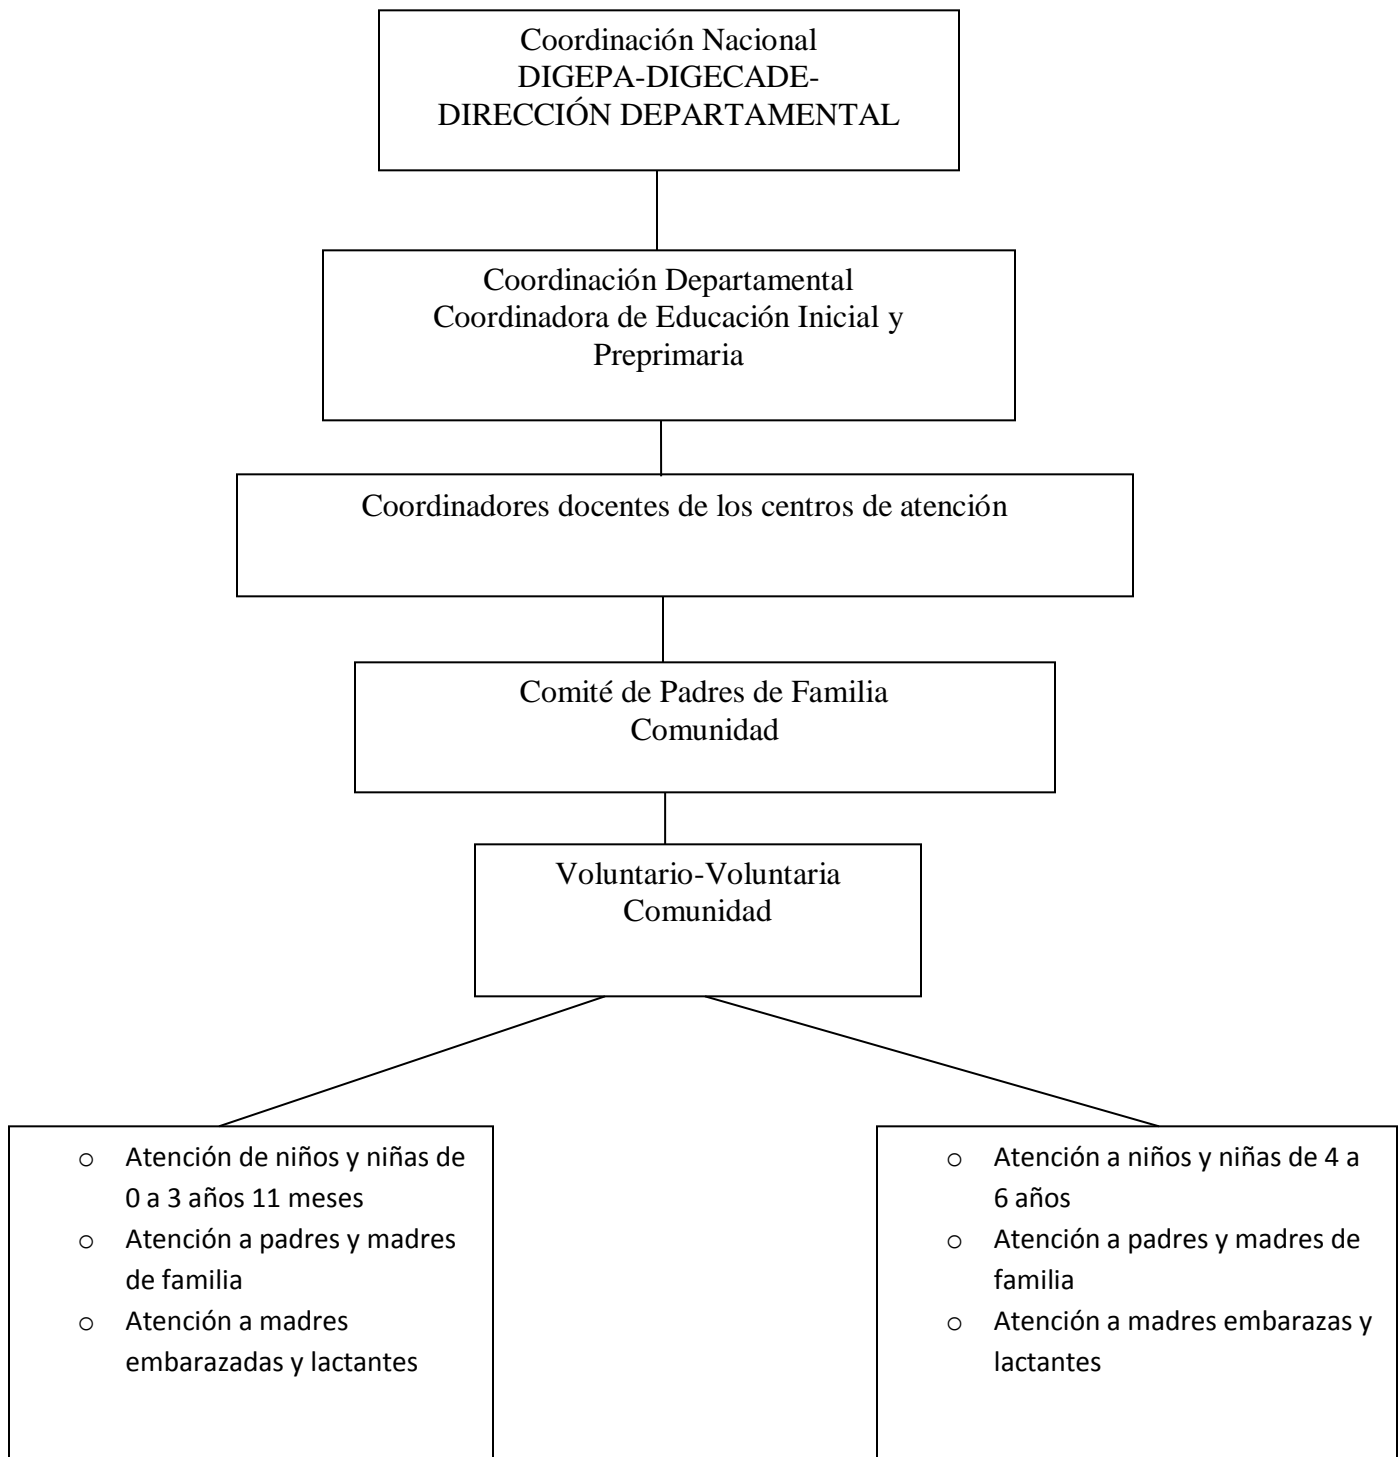 Coordinación Nacional
DIGEPA-DIGECADE-
DIRECCIÓN DEPARTAMENTAL
Coordinación Departamental
Coordinadora de Educación Inicial y
Preprimaria
Coordinadores docentes de los centros de atención
Comité de Padres de Familia
Comunidad
Voluntario-Voluntaria
Comunidad
o Atención de niños y niñas de
0 a 3 años 11 meses
o Atención a padres y madres
de familia
o Atención a madres
embarazadas y lactantes
o Atención a niños y niñas de 4 a
6 años
o Atención a padres y madres de
familia
o Atención a madres embarazas y
lactantes